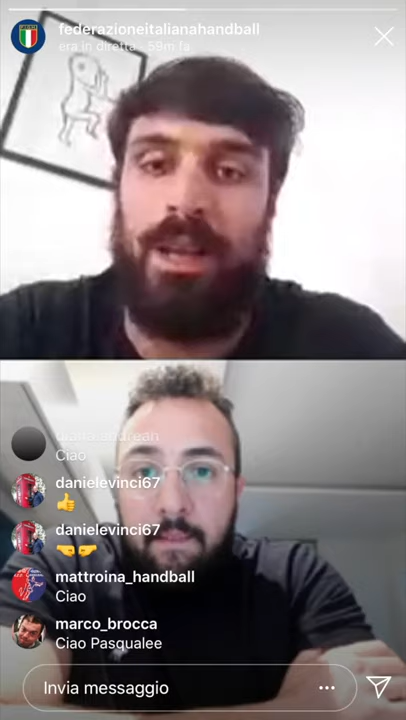 federazioneitalianahandball
era in diretta · 59m fa
Ciao
danielevinci67
👍
danielevinci67
🤜🤛
mattroina_handball
Ciao
marco_brocca
Ciao Pasqualee
Invia messaggio